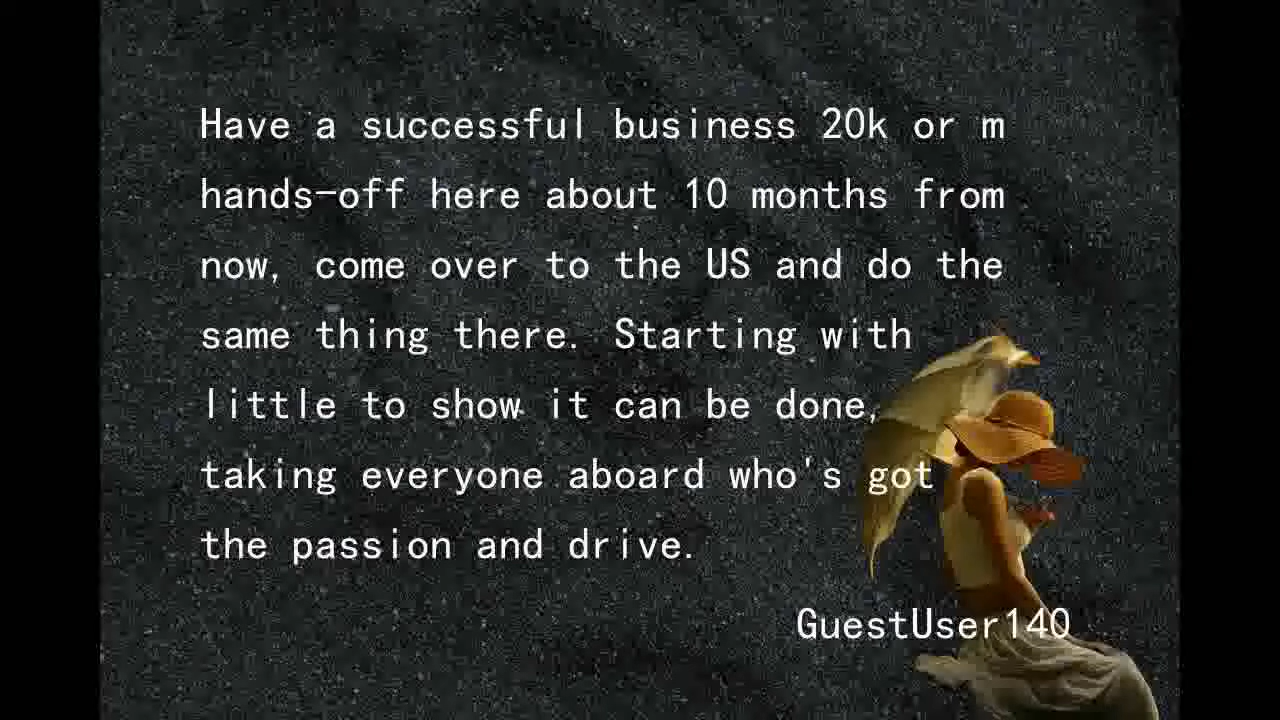 Have a successful business 20k or m
hands-off here about 10 months from
now, come over to the US and do the
same thing there. Starting with
little to show it can be done,
taking everyone aboard who's got
the passion and drive.
GuestUser140